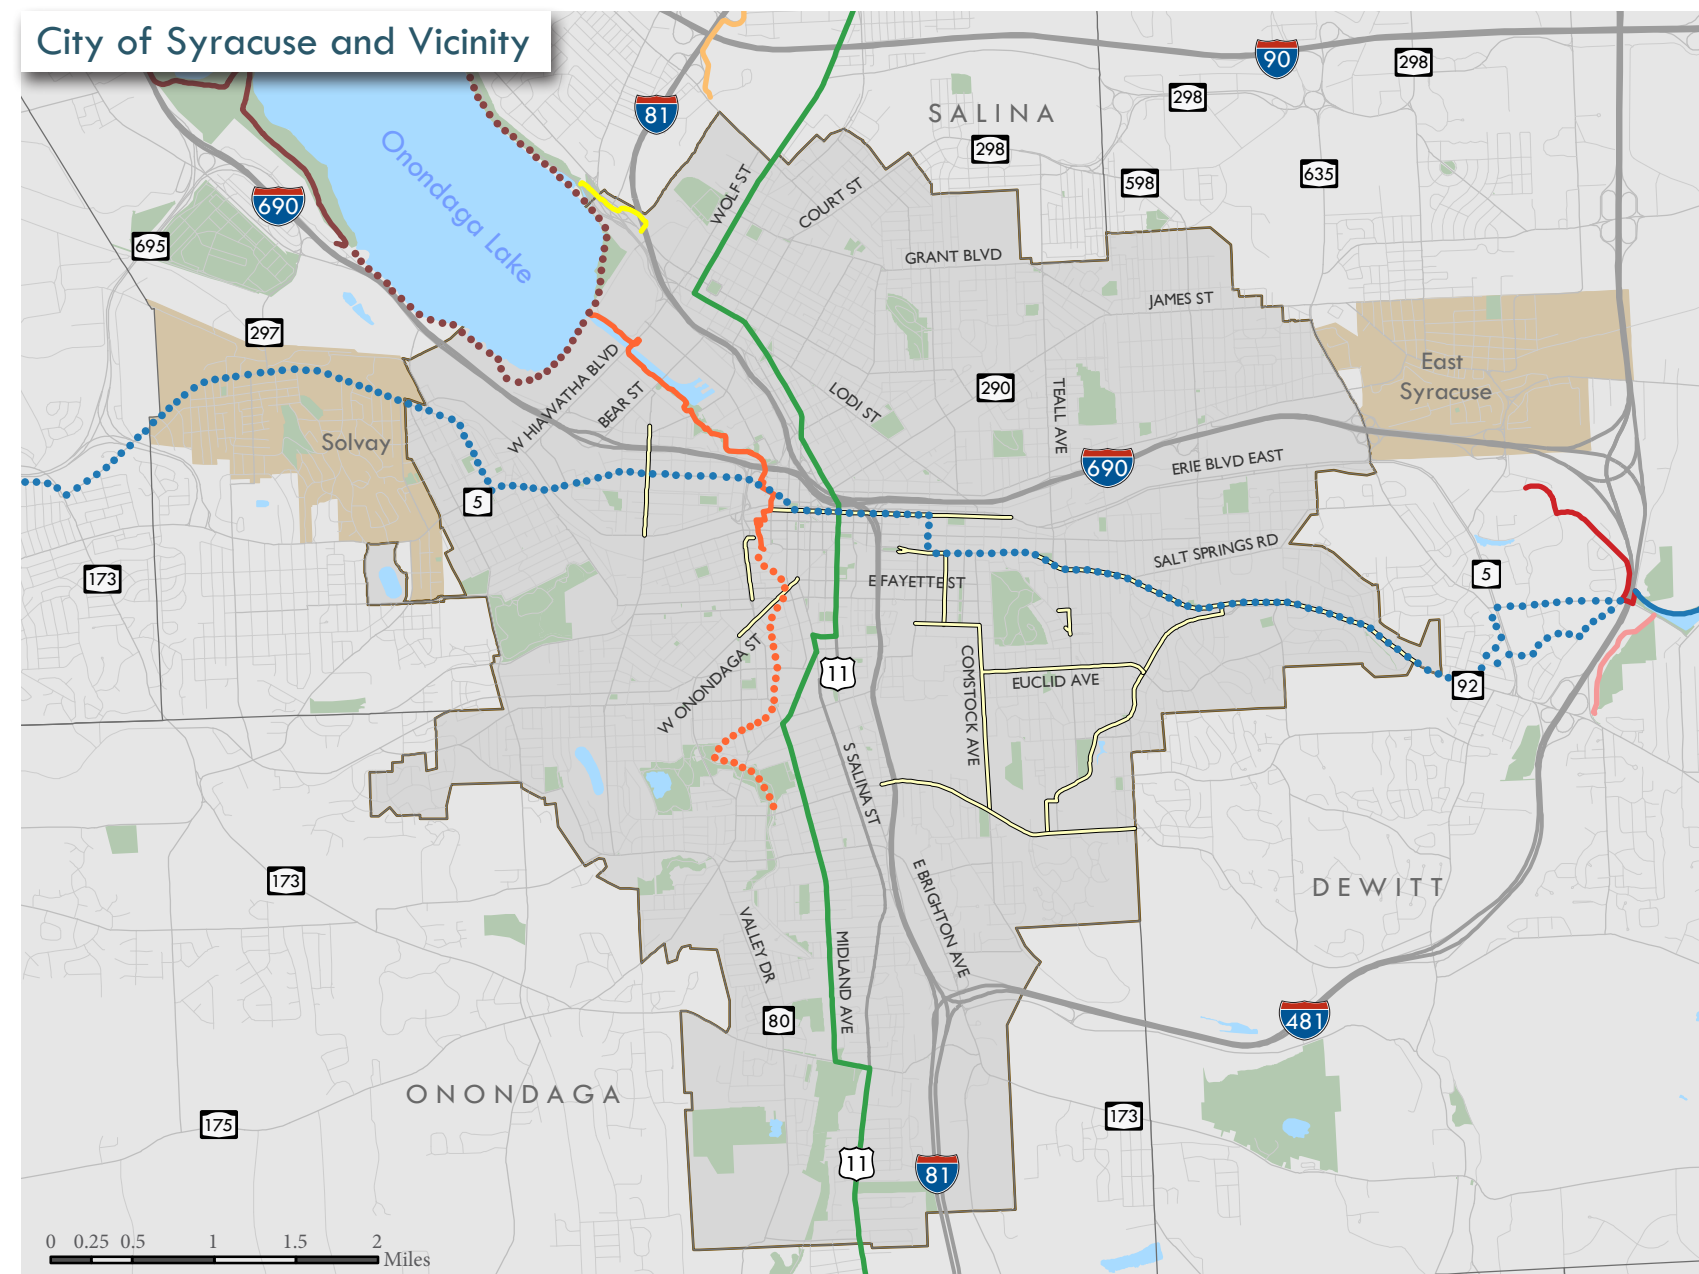 City of Syracuse and Vicinity
90
298
81
298
SALINA
298
598
635
Onondaga Lake
WOLF ST
COURT ST
690
695
GRANT BLVD
JAMES ST
297
East
Syracuse
W HIAWATHA BLVD
BEAR ST
LODI ST
290
TEALL AVE
Solvay
690
ERIE BLVD EAST
5
SALT SPRINGS RD
173
E FAYETTE ST
5
W ONONDAGA ST
11
COMSTOCK AVE
EUCLID AVE
92
S SALINA ST
173
E BRIGHTON AVE
DEWITT
VALLEY DR
MIDLAND AVE
80
481
ONONDAGA
175
173
11
81
0 0.25 0.5 1 1.5 2
Miles